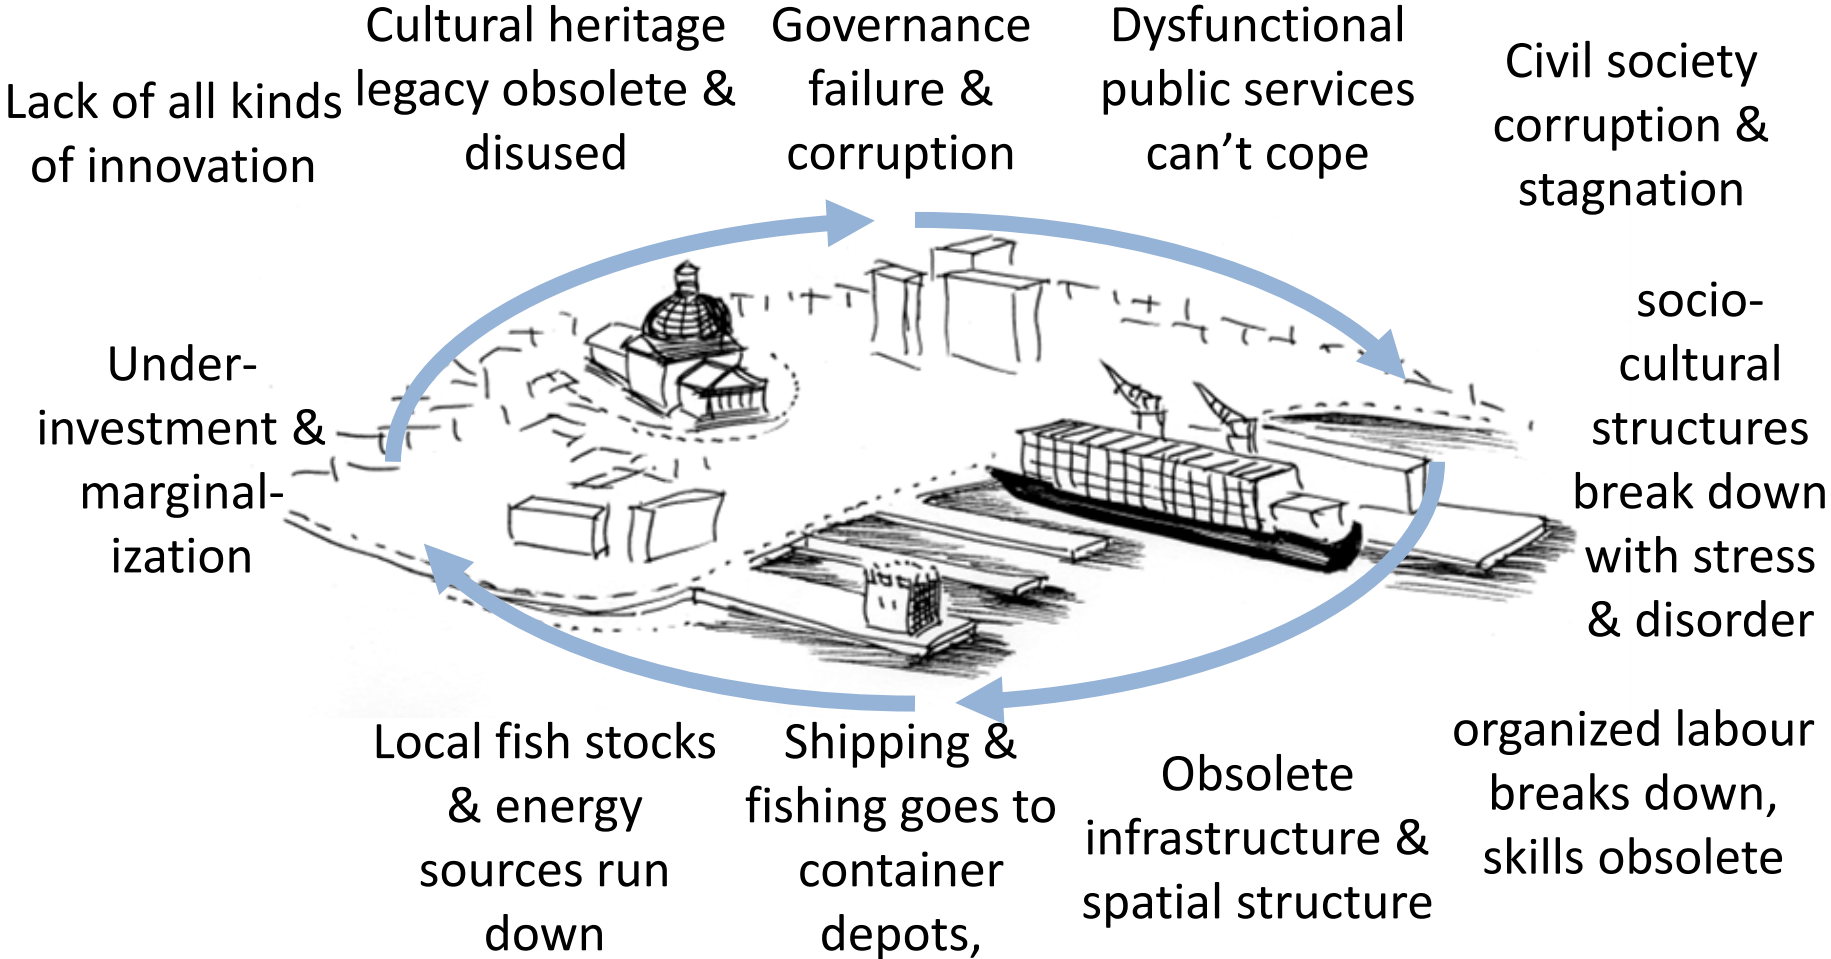 Lack of all kinds
of innovation
Cultural heritage
legacy obsolete &
disused
Governance
failure &
corruption
Dysfunctional
public services
can’t cope
Civil society
corruption &
stagnation
socio-
cultural
structures
break down
with stress
& disorder
organized labour
breaks down,
skills obsolete
Obsolete
infrastructure &
spatial structure
Shipping &
fishing goes to
container
depots,
Local fish stocks
& energy
sources run
down
Under-
investment &
marginal-
ization